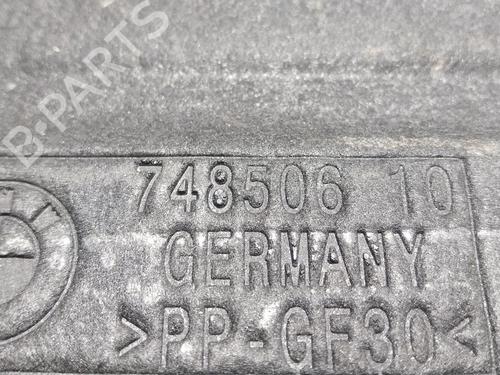 B-PARTS
748506 10
GERMANY
>PP-GF30<